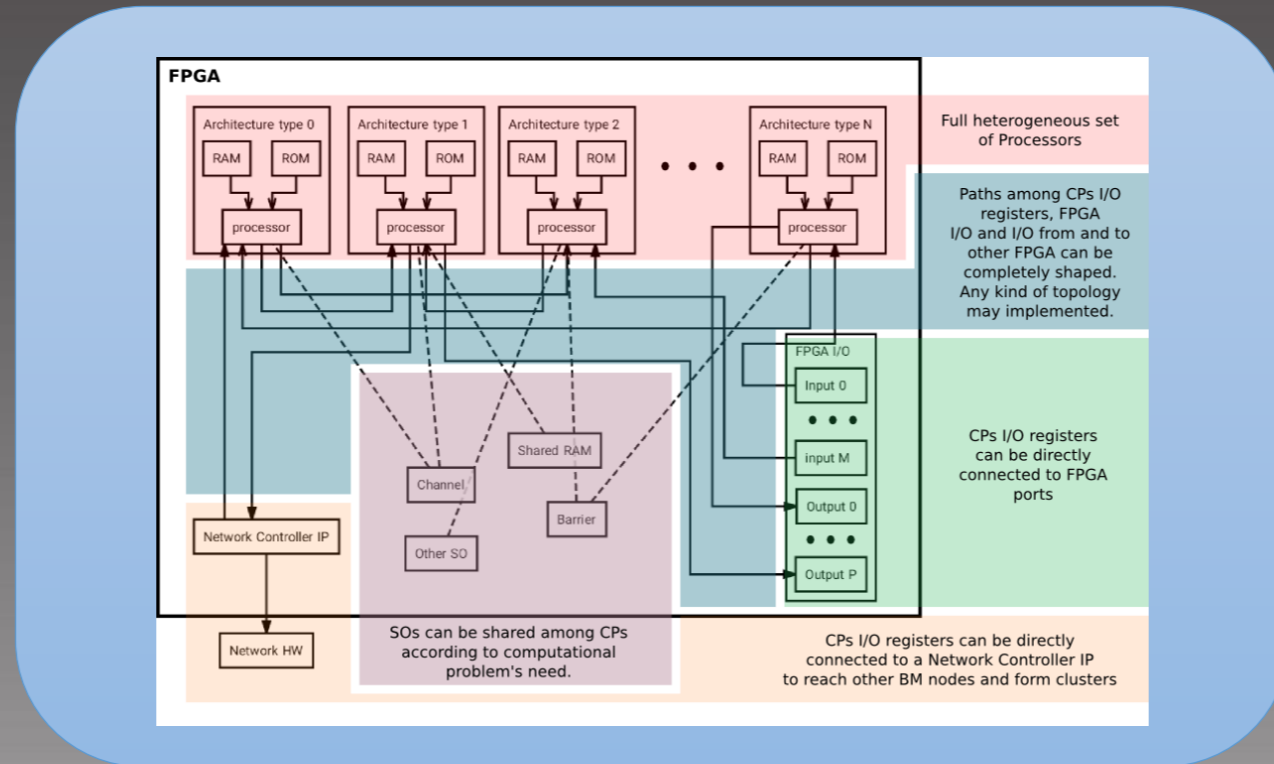 FPGA
Architecture type 0
RAM
ROM
processor
Architecture type 1
RAM
ROM
processor
Architecture type 2
RAM
ROM
processor
Architecture type N
RAM
ROM
processor
Full heterogeneous set
of Processors
Paths among CPs I/O
registers, FPGA
I/O and I/O from and to
other FPGA can be
completely shaped.
Any kind of topology
may implemented.
FPGA I/O
Input 0
input M
Output 0
Output P
CPs I/O registers
can be directly
connected to FPGA
ports
Shared RAM
Channel
Barrier
Other SO
SOs can be shared among CPs
according to computational
problem's need.
Network Controller IP
Network HW
CPs I/O registers can be directly
connected to a Network Controller IP
to reach other BM nodes and form clusters